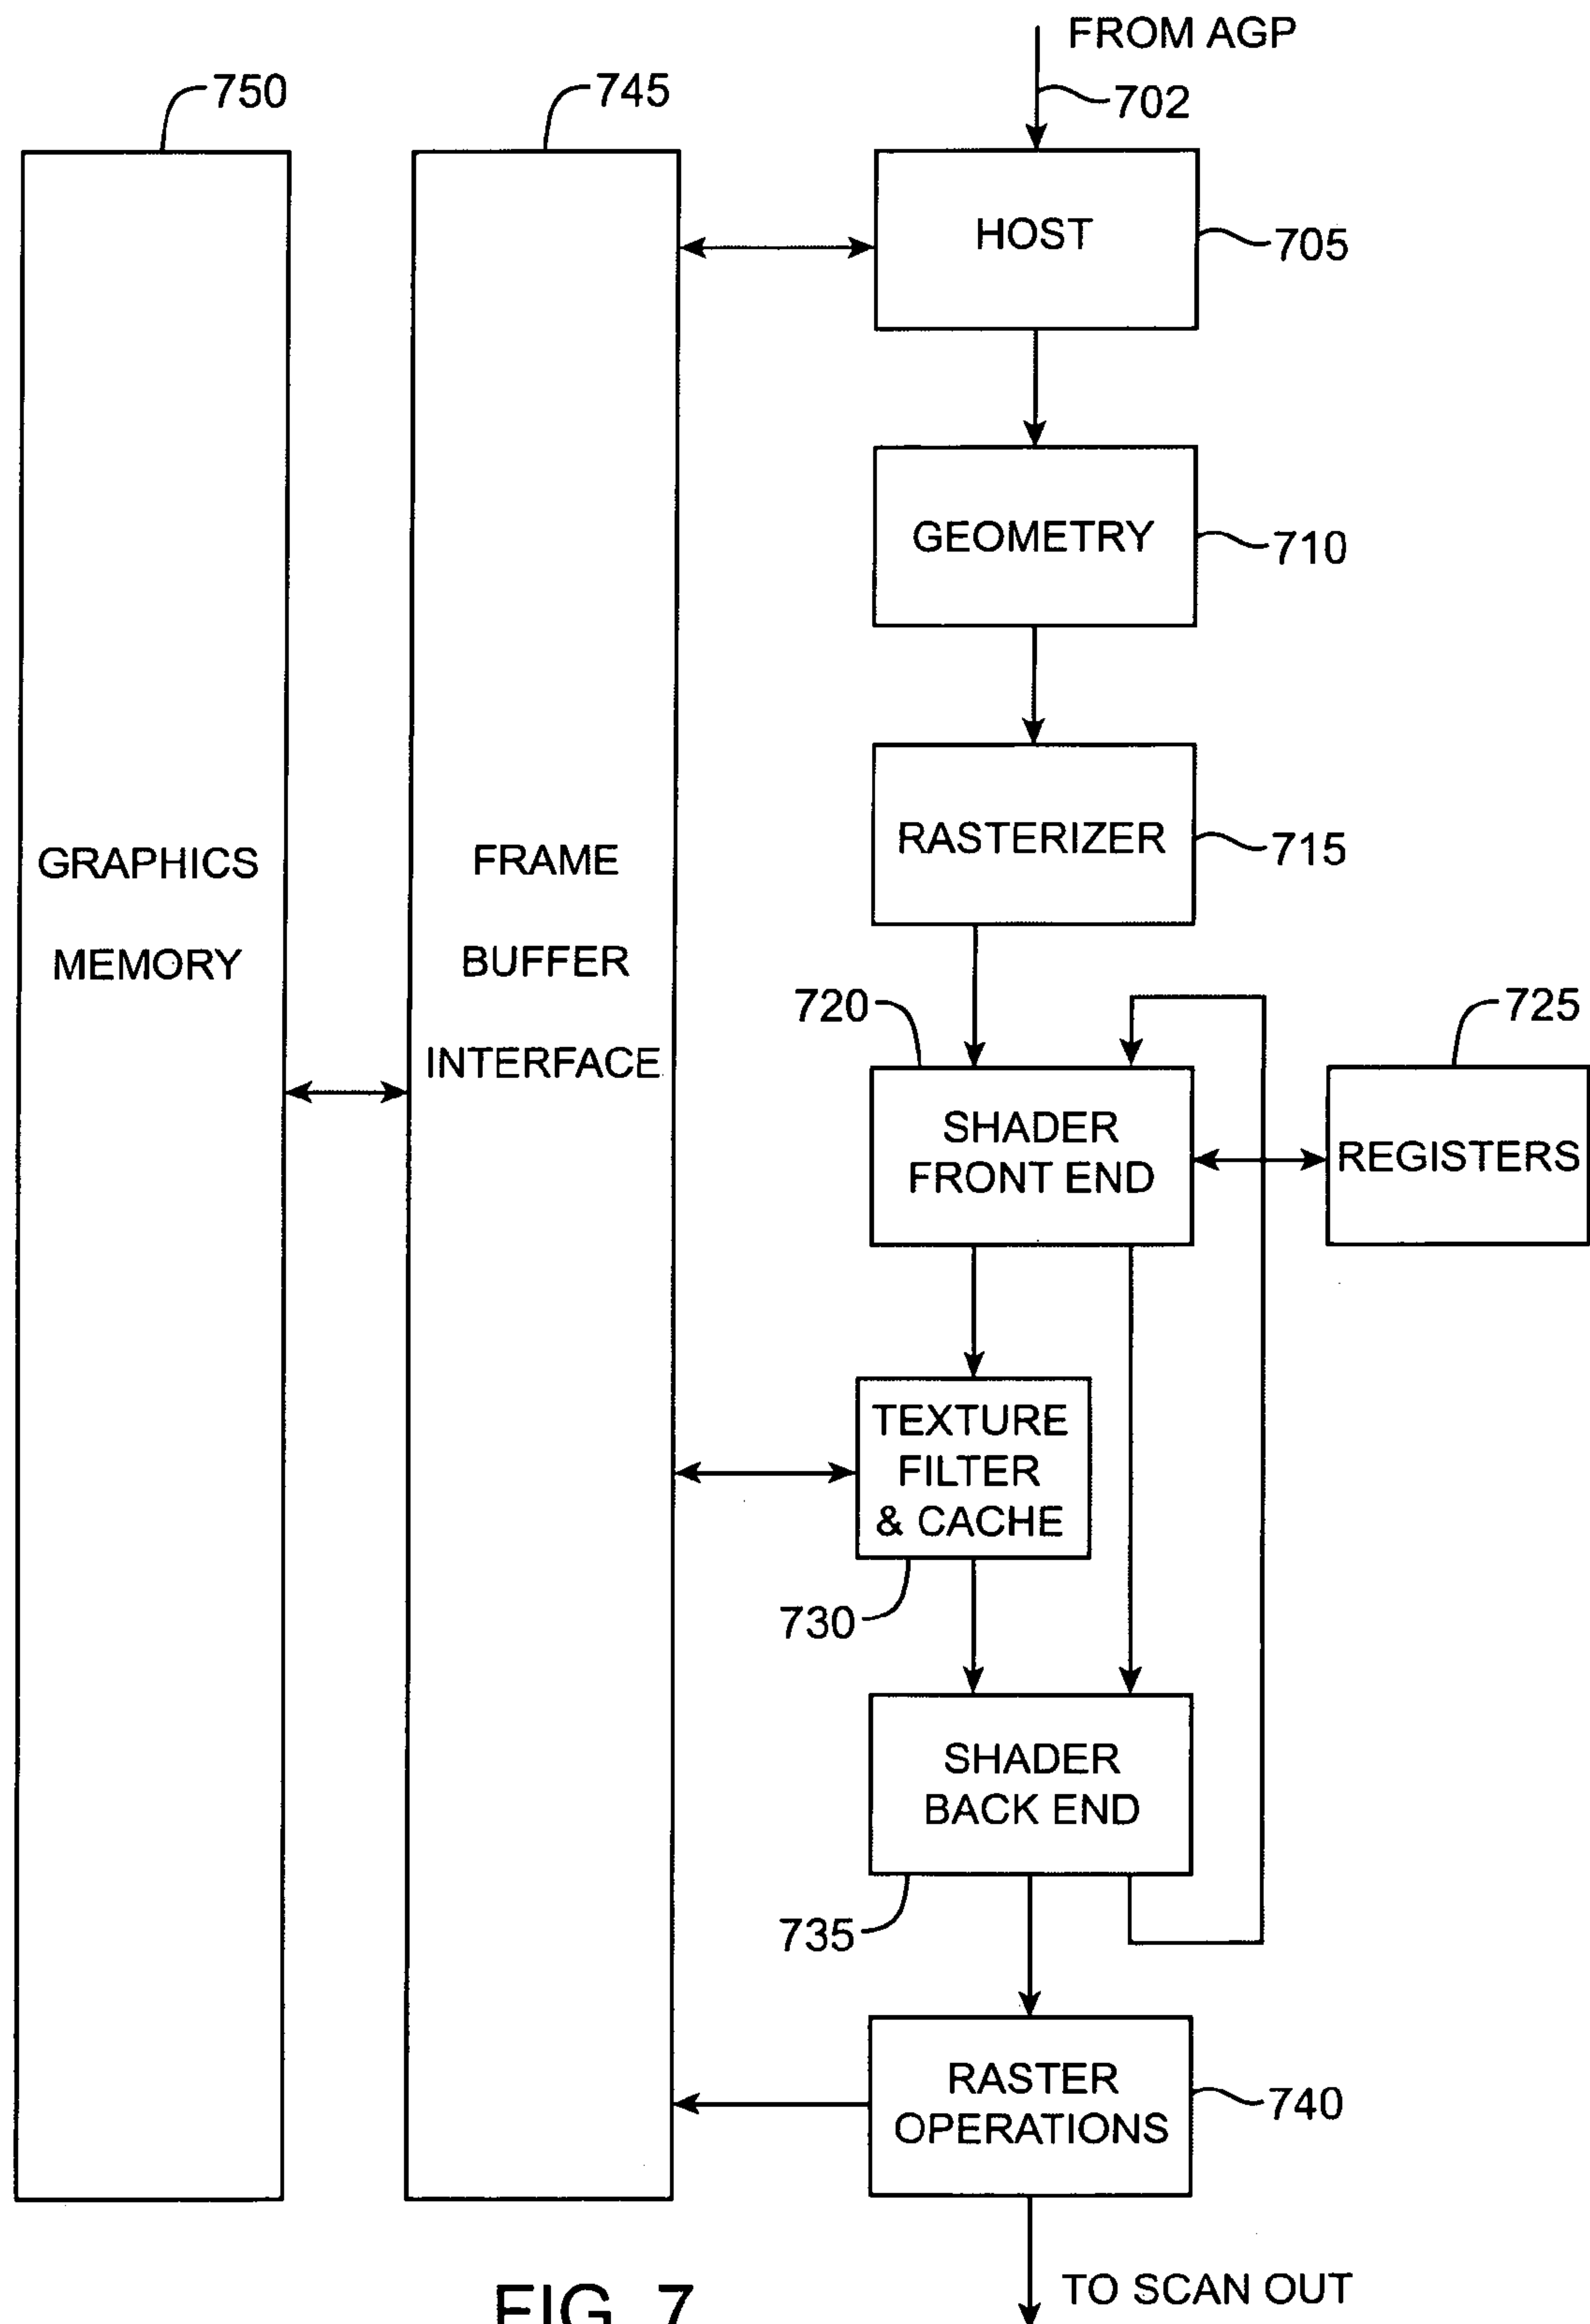 FROM AGP
702
750
745
HOST
705
GEOMETRY
710
RASTERIZER
715
GRAPHICS
MEMORY
FRAME
BUFFER
INTERFACE
720
725
SHADER
FRONT END
REGISTERS
TEXTURE
FILTER
& CACHE
730
SHADER
BACK END
735
RASTER
OPERATIONS
740
TO SCAN OUT
FIG. 7